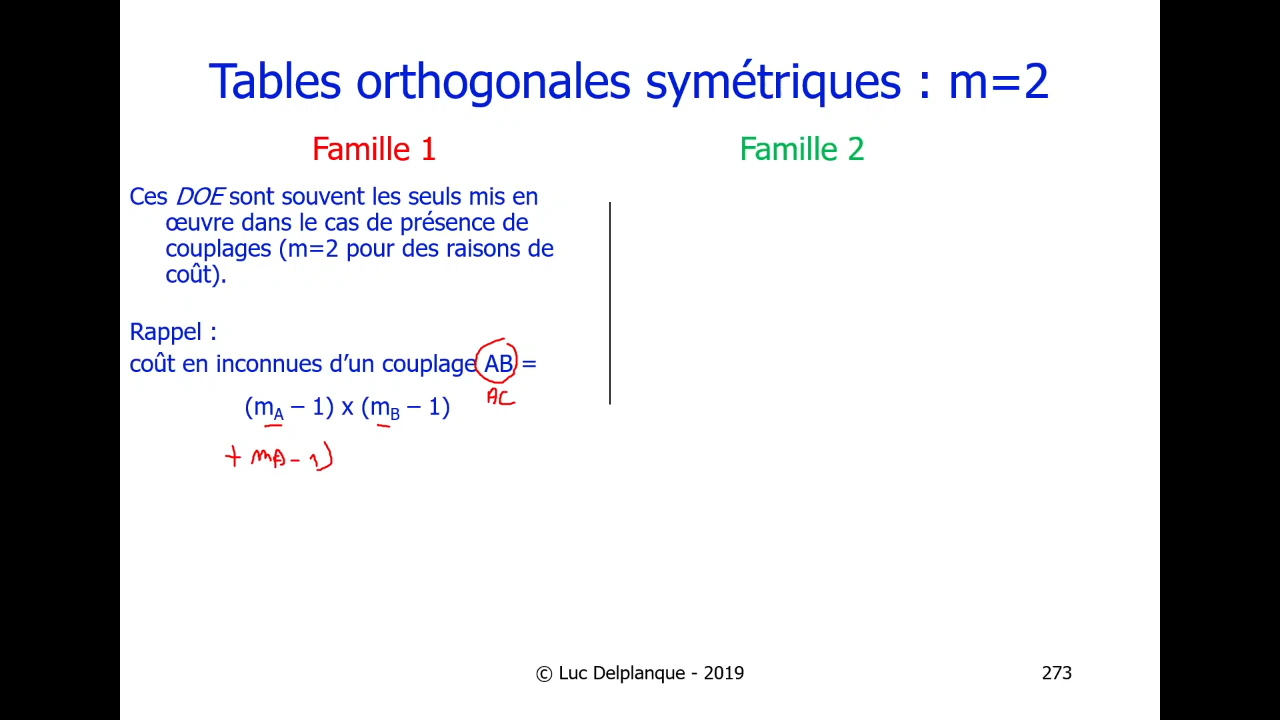 Tables orthogonales symétriques : m=2
Famille 1
Famille 2
Ces DOE sont souvent les seuls mis en
œuvre dans le cas de présence de
couplages (m=2 pour des raisons de
coût).
Rappel :
coût en inconnues d’un couplage AB =
AC
(mA – 1) x (mB – 1)
+ mA - 1)
© Luc Delplanque - 2019
273